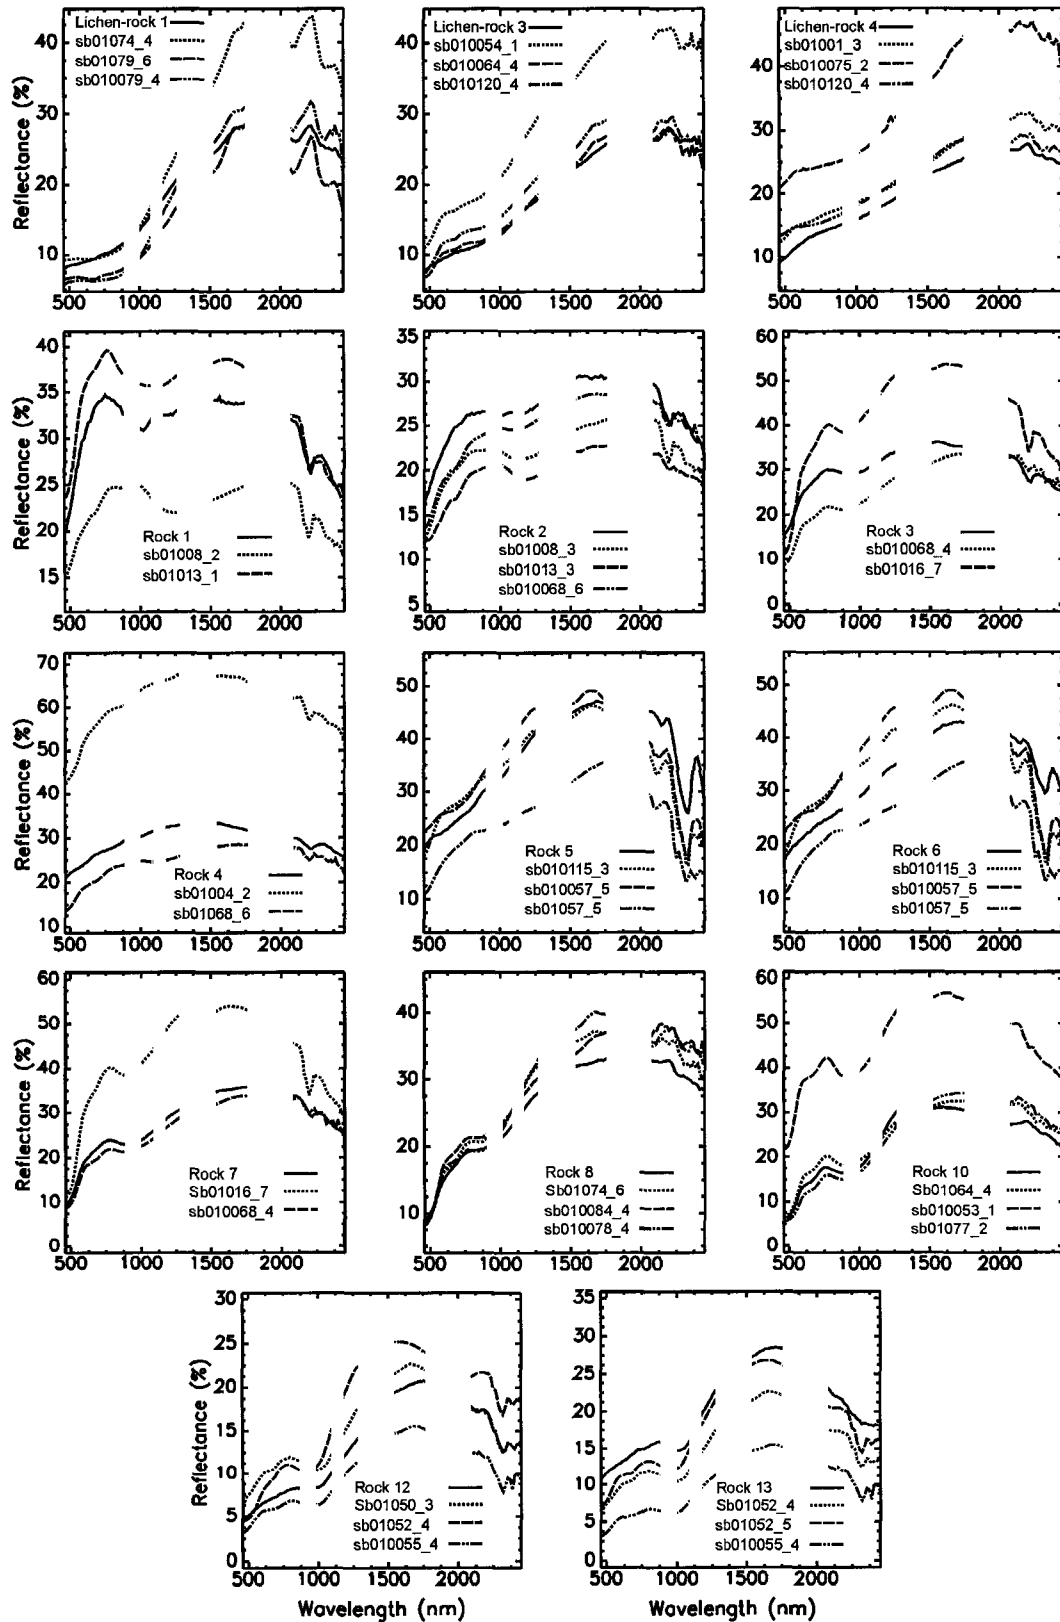 Lichen-rock 1
sb01074_4
sb01079_6
sb010079_4
40
30
20
10
Reflectance (%)
500 1000 1500 2000
Lichen-rock 3
sb010054_1
sb010064_4
sb010120_4
40
30
20
10
500 1000 1500 2000
Lichen-rock 4
sb01001_3
sb010075_2
sb010120_4
40
30
20
10
500 1000 1500 2000
40
35
30
25
20
15
Reflectance (%)
Rock 1
sb01008_2
sb01013_1
500 1000 1500 2000
35
30
25
20
15
10
5
Rock 2
sb01008_3
sb01013_3
sb010068_6
500 1000 1500 2000
60
50
40
30
20
10
0
Rock 3
sb010068_4
sb01016_7
500 1000 1500 2000
70
60
50
40
30
20
10
Reflectance (%)
Rock 4
sb01004_2
sb01068_6
500 1000 1500 2000
50
40
30
20
10
Rock 5
sb010115_3
sb010057_5
sb01057_5
500 1000 1500 2000
50
40
30
20
10
Rock 6
sb010115_3
sb010057_5
sb01057_5
500 1000 1500 2000
60
50
40
30
20
10
0
Reflectance (%)
Rock 7
Sb01016_7
sb010068_4
500 1000 1500 2000
40
30
20
10
Rock 8
Sb01074_6
sb010084_4
sb010078_4
500 1000 1500 2000
60
50
40
30
20
10
0
Rock 10
Sb01064_4
sb010053_1
sb01077_2
500 1000 1500 2000
30
25
20
15
10
5
0
Reflectance (%)
Rock 12
Sb01050_3
sb01052_4
sb010055_4
500 1000 1500 2000
Wavelength (nm)
35
30
25
20
15
10
5
0
Rock 13
Sb01052_4
sb01052_5
sb010055_4
500 1000 1500 2000
Wavelength (nm)